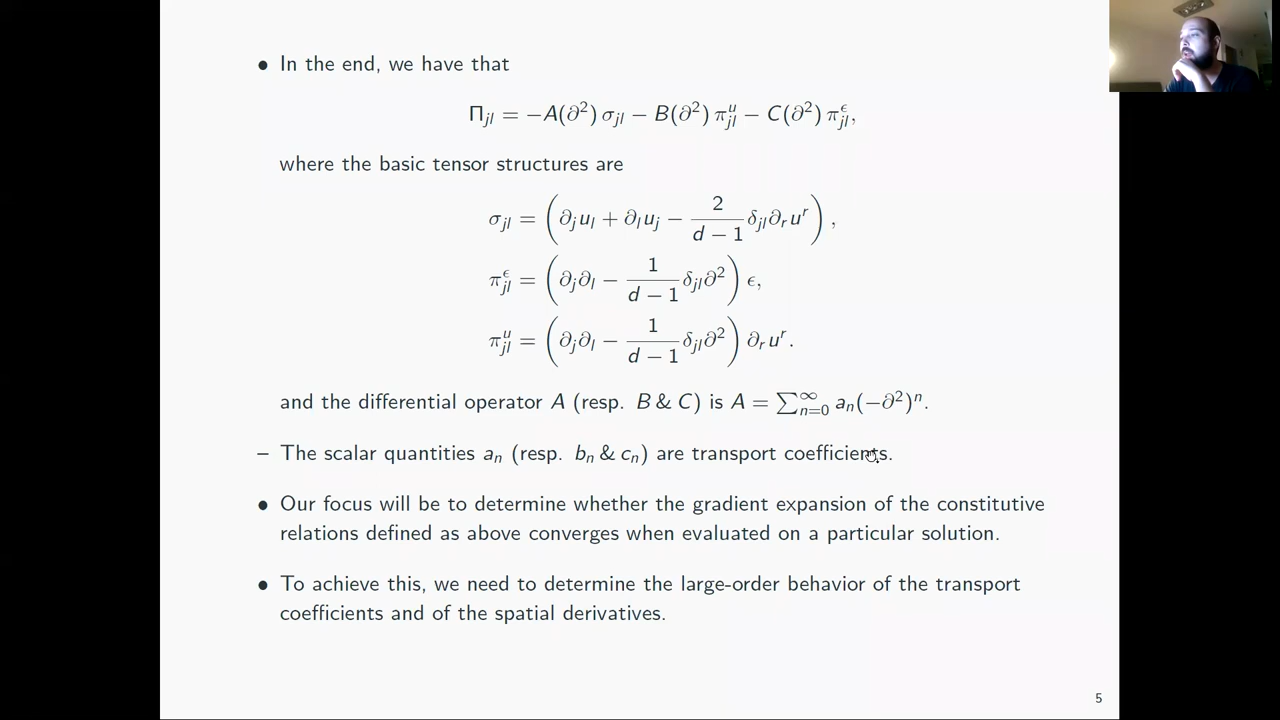 • In the end, we have that
Π_{jl} = −A(∂²) σ_{jl} − B(∂²) π^u_{jl} − C(∂²) π^ϵ_{jl},
where the basic tensor structures are
σ_{jl} = (∂_j u_l + ∂_l u_j − \frac{2}{d − 1} δ_{jl} ∂_r u^r),
π^ϵ_{jl} = (∂_j ∂_l − \frac{1}{d − 1} δ_{jl} ∂²) ϵ,
π^u_{jl} = (∂_j ∂_l − \frac{1}{d − 1} δ_{jl} ∂²) ∂_r u^r.
and the differential operator A (resp. B & C) is A = ∑_{n=0}^{∞} a_n(−∂²)^n.
– The scalar quantities a_n (resp. b_n & c_n) are transport coefficients.
• Our focus will be to determine whether the gradient expansion of the constitutive
relations defined as above converges when evaluated on a particular solution.
• To achieve this, we need to determine the large-order behavior of the transport
coefficients and of the spatial derivatives.
5